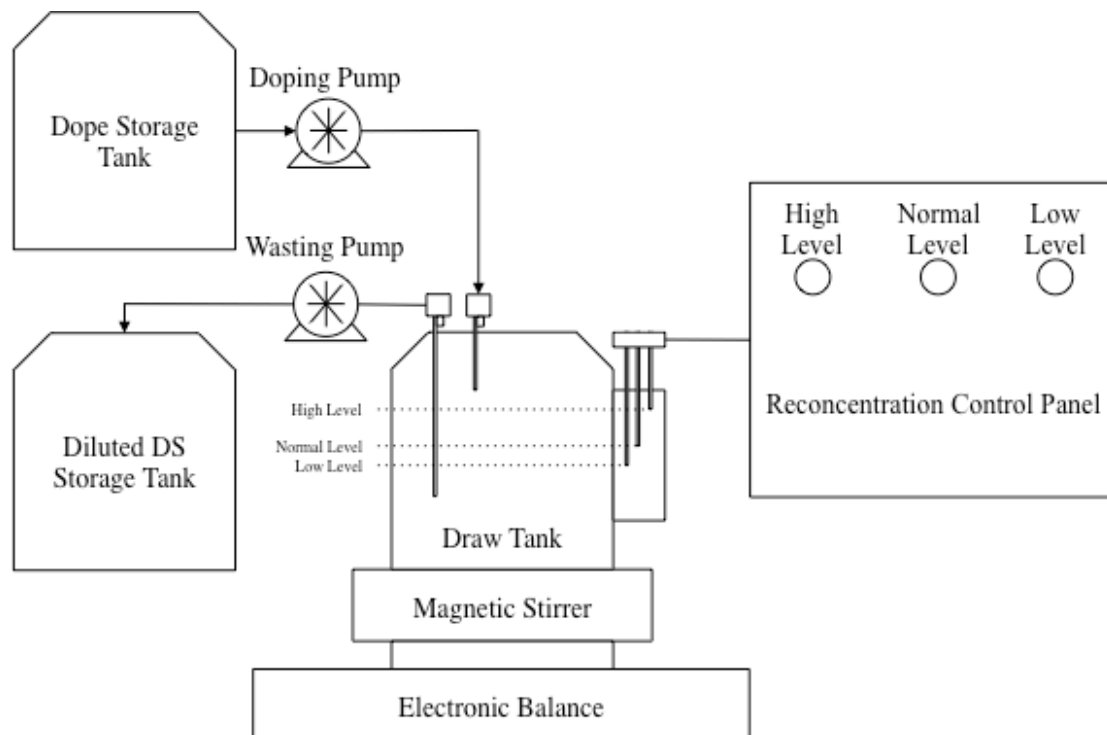 Doping Pump
Dope Storage
Tank
Wasting Pump
High
Level
Normal
Level
Low
Level
High Level
Normal Level
Low Level
Reconcentration Control Panel
Diluted DS
Storage Tank
Draw Tank
Magnetic Stirrer
Electronic Balance